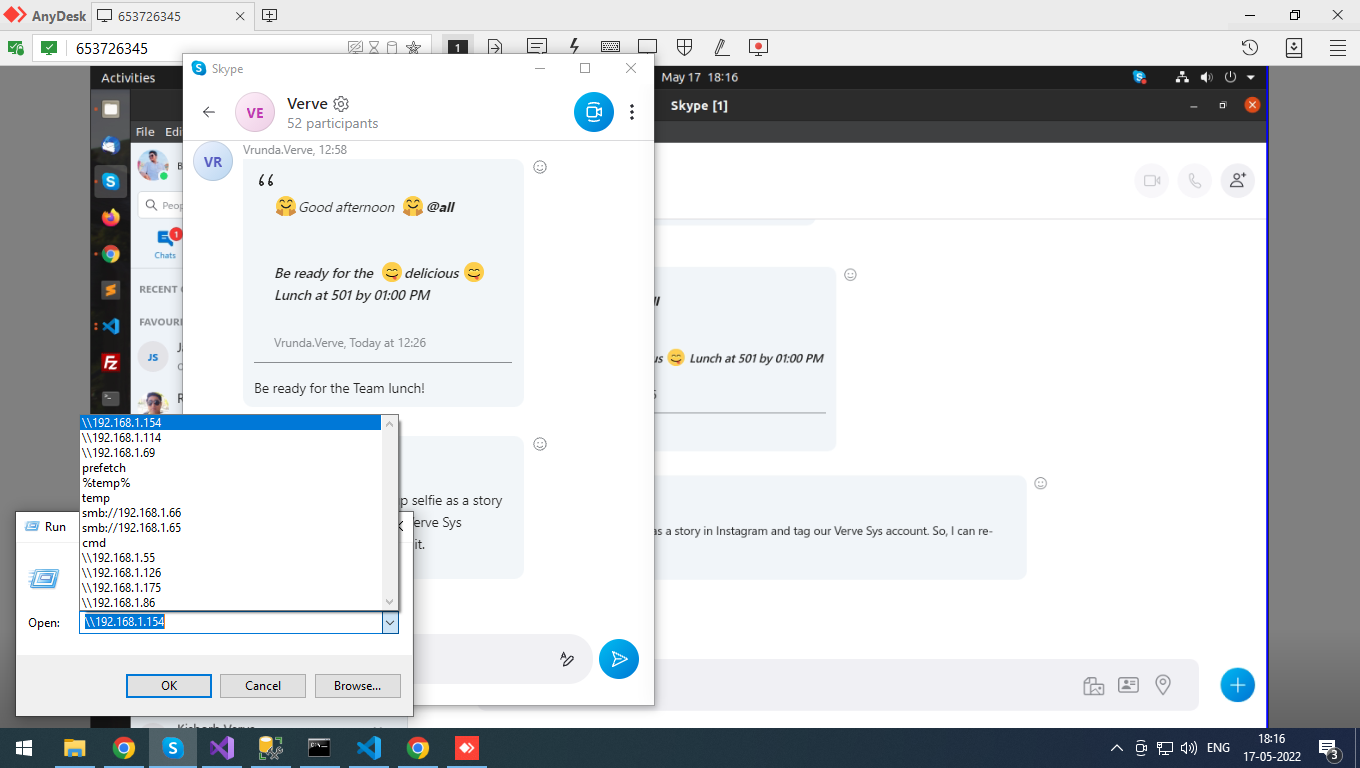 AnyDesk
653726345
653726345
1
Activities
May 17 18:16
Skype [1]
File Edi
Peop
1
Chats
RECENT
FAVOURI
JS
Skype
VE
Verve
52 participants
VR
Vrunda.Verve, 12:58
Good afternoon @all
Be ready for the delicious
Lunch at 501 by 01:00 PM
Vrunda.Verve, Today at 12:26
Be ready for the Team lunch!
p selfie as a story
erve Sys
it.
ll
us Lunch at 501 by 01:00 PM
as a story in Instagram and tag our Verve Sys account. So, I can re-
Run
\\192.168.1.154
\\192.168.1.114
\\192.168.1.69
prefetch
%temp%
temp
smb://192.168.1.66
smb://192.168.1.65
cmd
\\192.168.1.55
\\192.168.1.126
\\192.168.1.175
\\192.168.1.86
Open: \\192.168.1.154
OK Cancel Browse...
ENG
18:16
17-05-2022
3